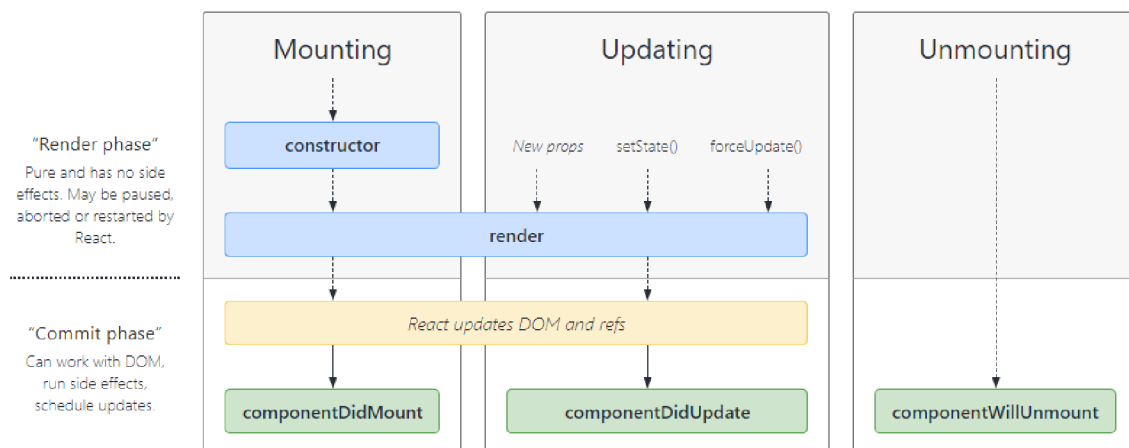 Mounting
Updating
Unmounting
“Render phase”
Pure and has no side
effects. May be paused,
aborted or restarted by
React.
constructor
New props
setState()
forceUpdate()
render
“Commit phase”
Can work with DOM,
run side effects,
schedule updates.
React updates DOM and refs
componentDidMount
componentDidUpdate
componentWillUnmount